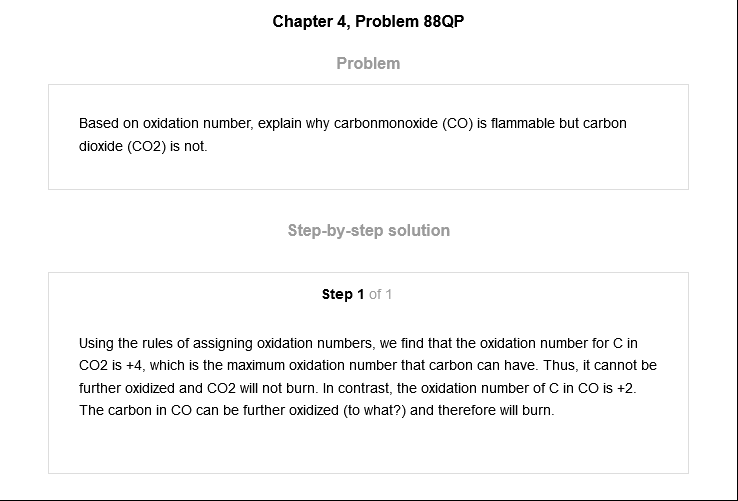 Chapter 4, Problem 88QP
Problem
Based on oxidation number, explain why carbonmonoxide (CO) is flammable but carbon
dioxide (CO2) is not.
Step-by-step solution
Step 1 of 1
Using the rules of assigning oxidation numbers, we find that the oxidation number for C in
CO2 is +4, which is the maximum oxidation number that carbon can have. Thus, it cannot be
further oxidized and CO2 will not burn. In contrast, the oxidation number of C in CO is +2.
The carbon in CO can be further oxidized (to what?) and therefore will burn.